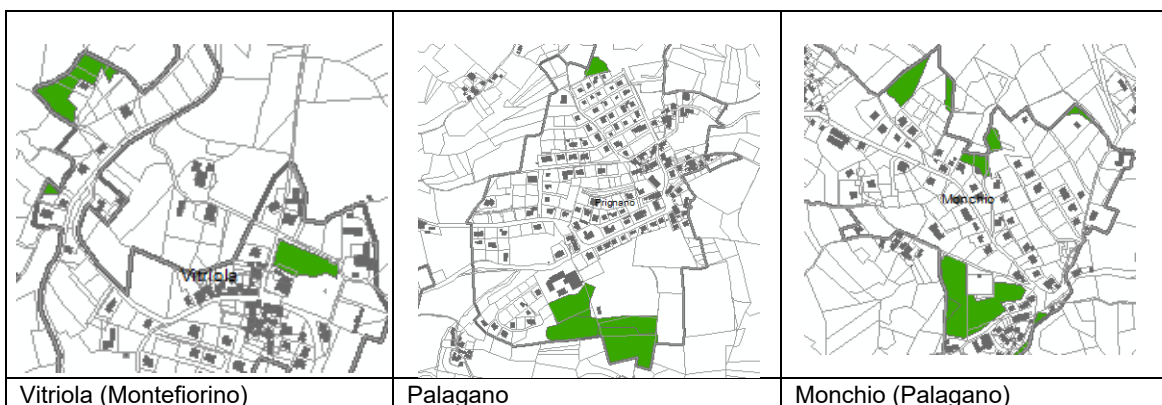 Vitriola
Prignano
Monchio
Vitriola (Montefiorino)
Palagano
Monchio (Palagano)